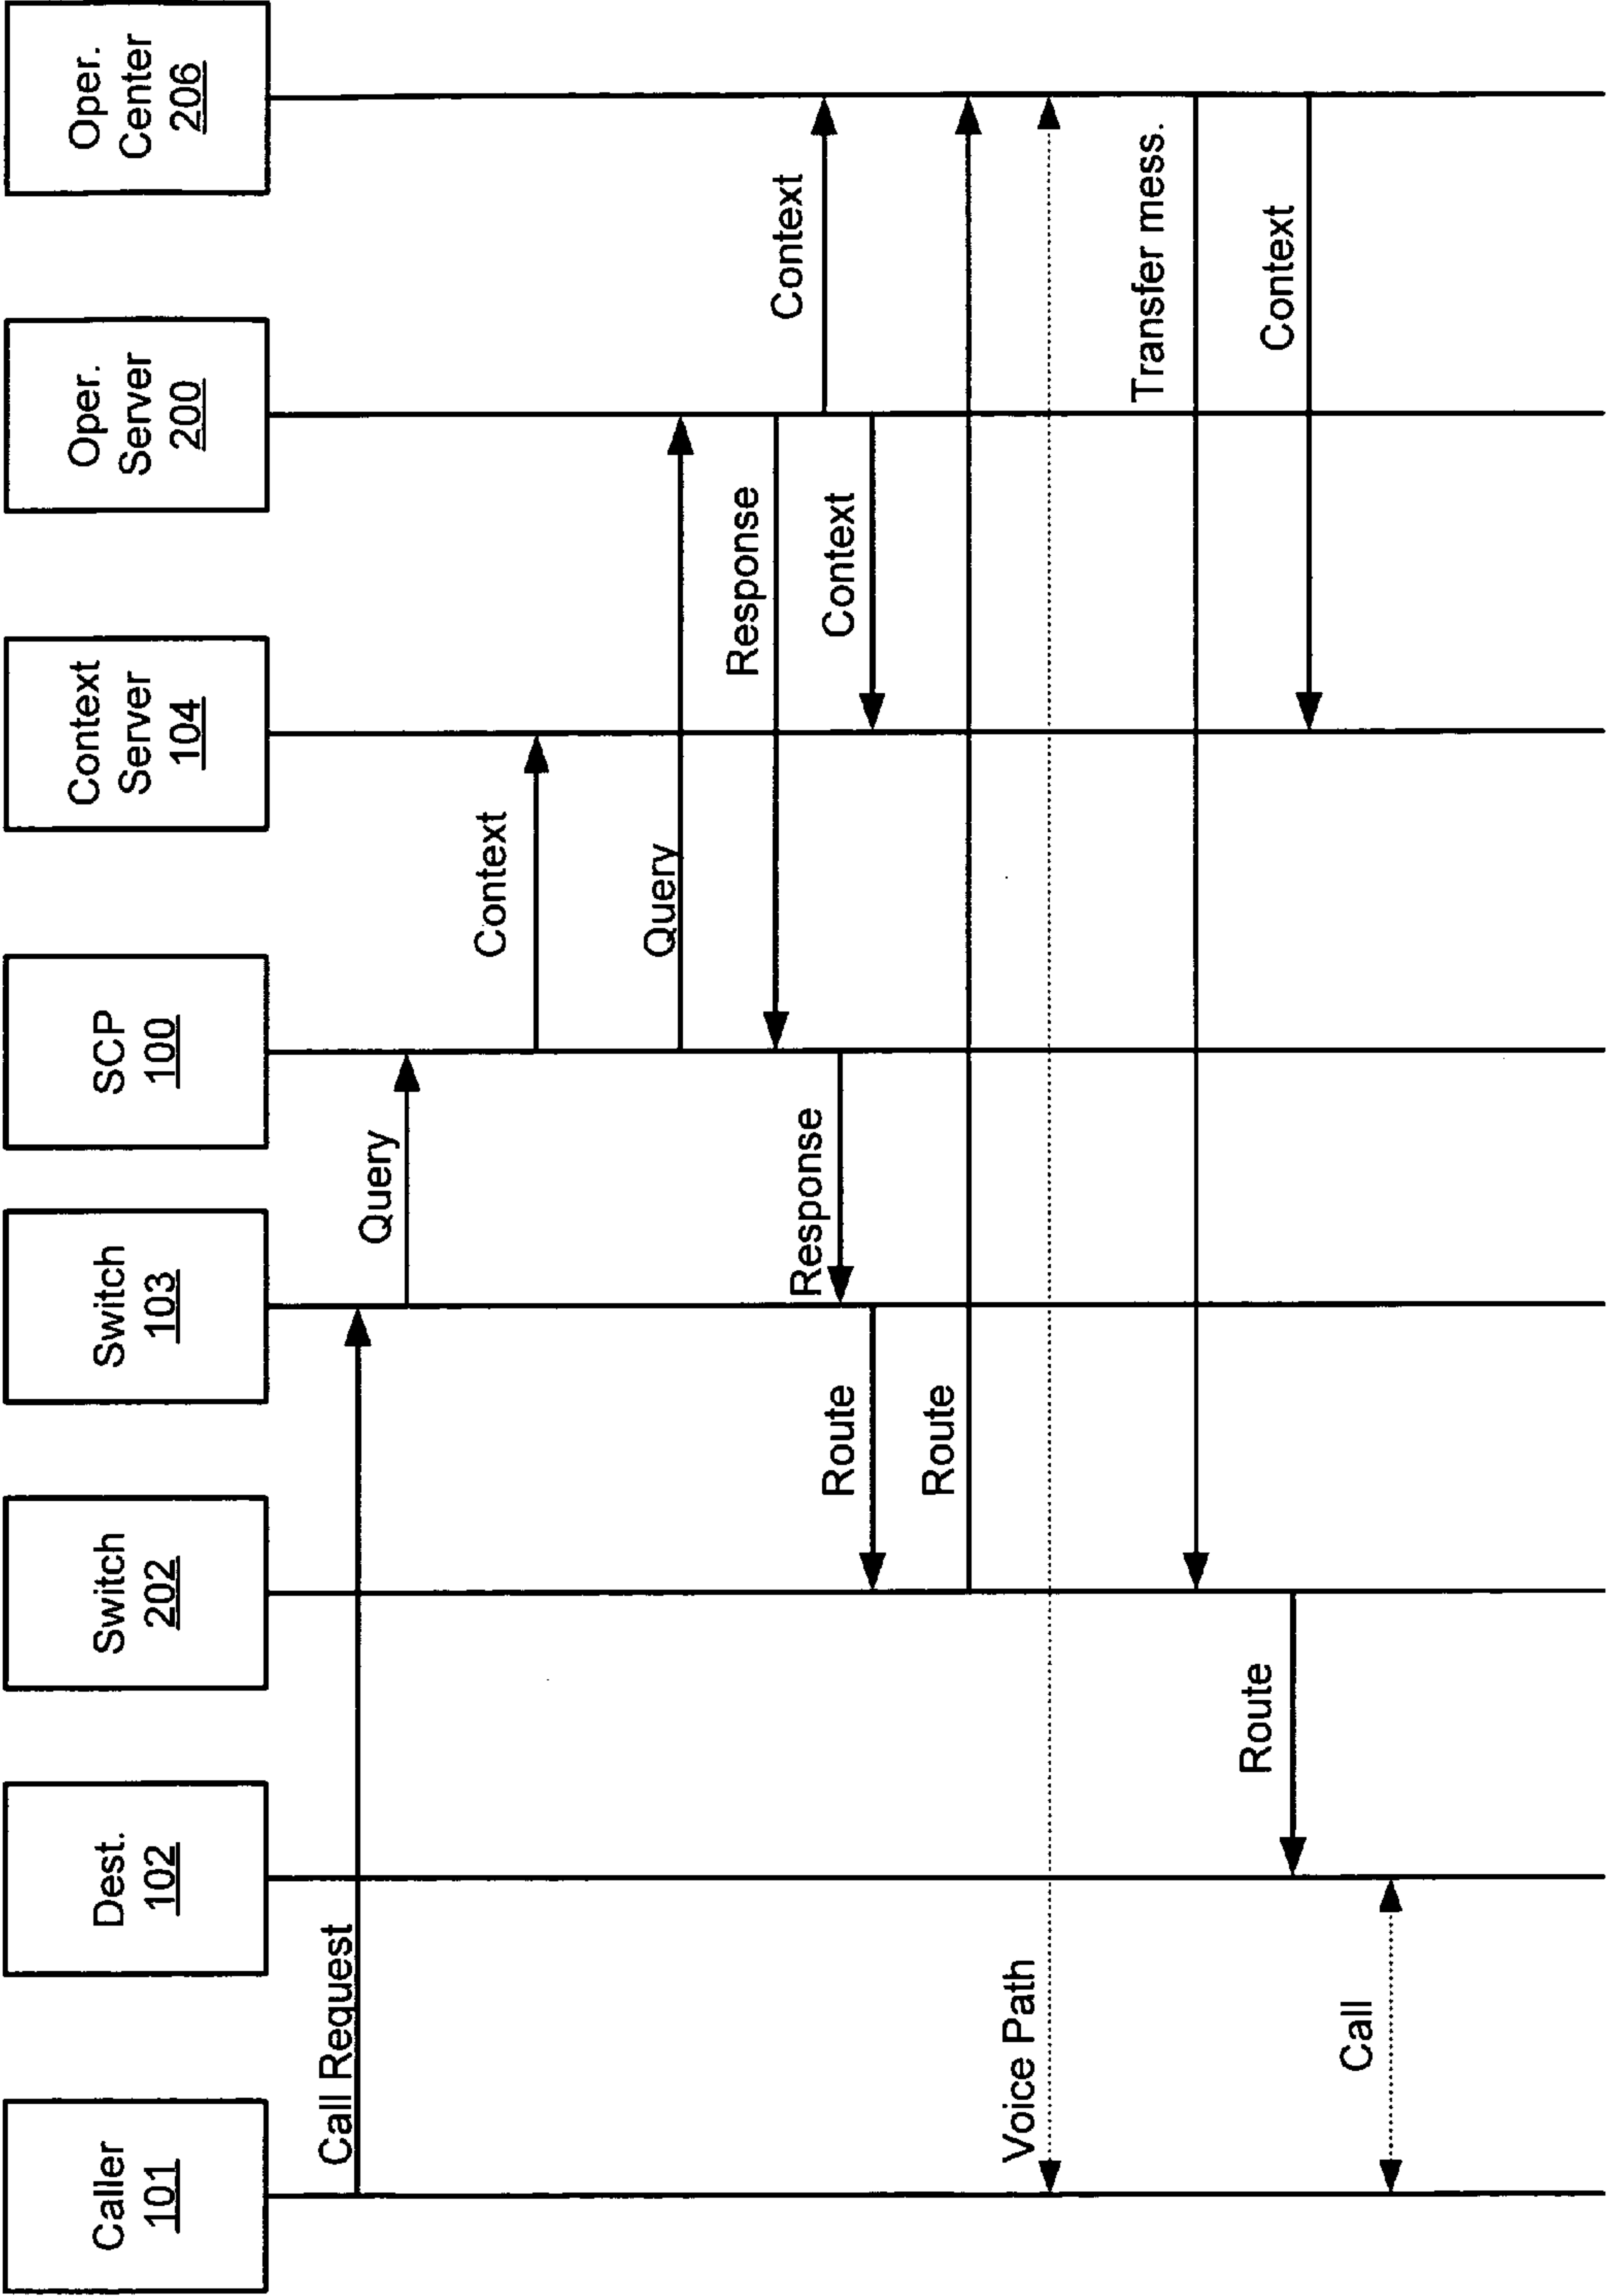 Caller
101
Dest.
102
Switch
202
Switch
103
SCP
100
Context
Server
104
Oper.
Server
200
Oper.
Center
206
Call Request
Query
Context
Query
Response
Context
Response
Route
Context
Route
Voice Path
Transfer mess.
Route
Context
Call